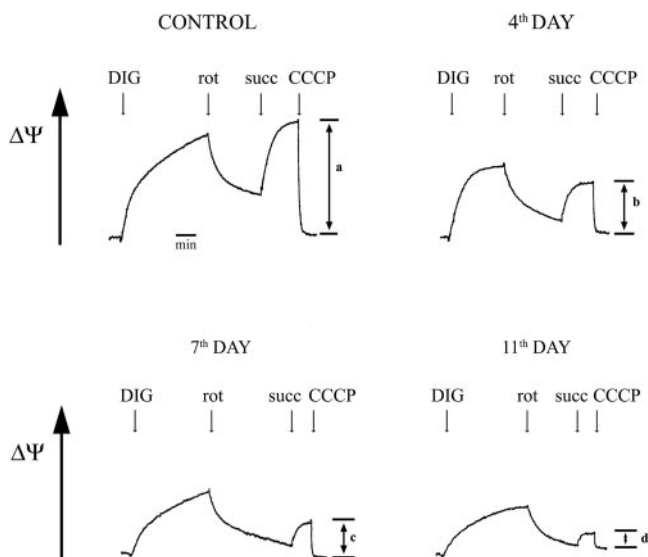 CONTROL
4th DAY
DIG rot succ CCCP
DIG rot succ CCCP
ΔΨ
a
b
min
7th DAY
11th DAY
DIG rot succ CCCP
DIG rot succ CCCP
ΔΨ
c
d